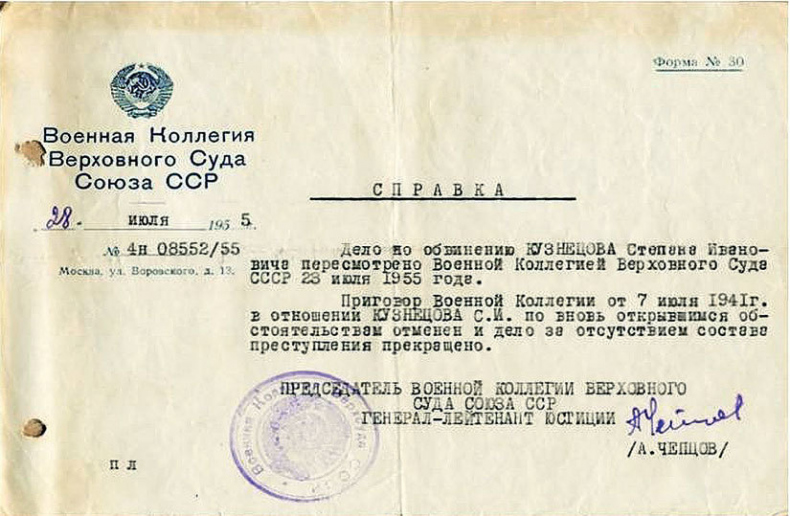 Форма № 30
Военная Коллегия
Верховного Суда
Союза ССР
28 июля 1955
№ 4н 08552/55
Москва, ул. Воровского, д. 13.
СПРАВКА
Дело по обвинению КУЗНЕЦОВА Степана Ивано-
вича пересмотрено Военной Коллегией Верховного Суда
СССР 23 июля 1955 года.
Приговор Военной Коллегии от 7 июля 1941г.
в отношений КУЗНЕЦОВА С.И. по вновь открывшимся об-
стоятельствам отменен и дело за отсутствием состава
преступления прекращено.
ПРЕДСЕДАТЕЛЬ ВОЕННОЙ КОЛЛЕГИИ ВЕРХОВНОГО
СУДА СОЮЗА ССР
ГЕНЕРАЛ-ЛЕЙТЕНАНТ ЮСТИЦИИ
/А.ЧЕПЦОВ/
П Л